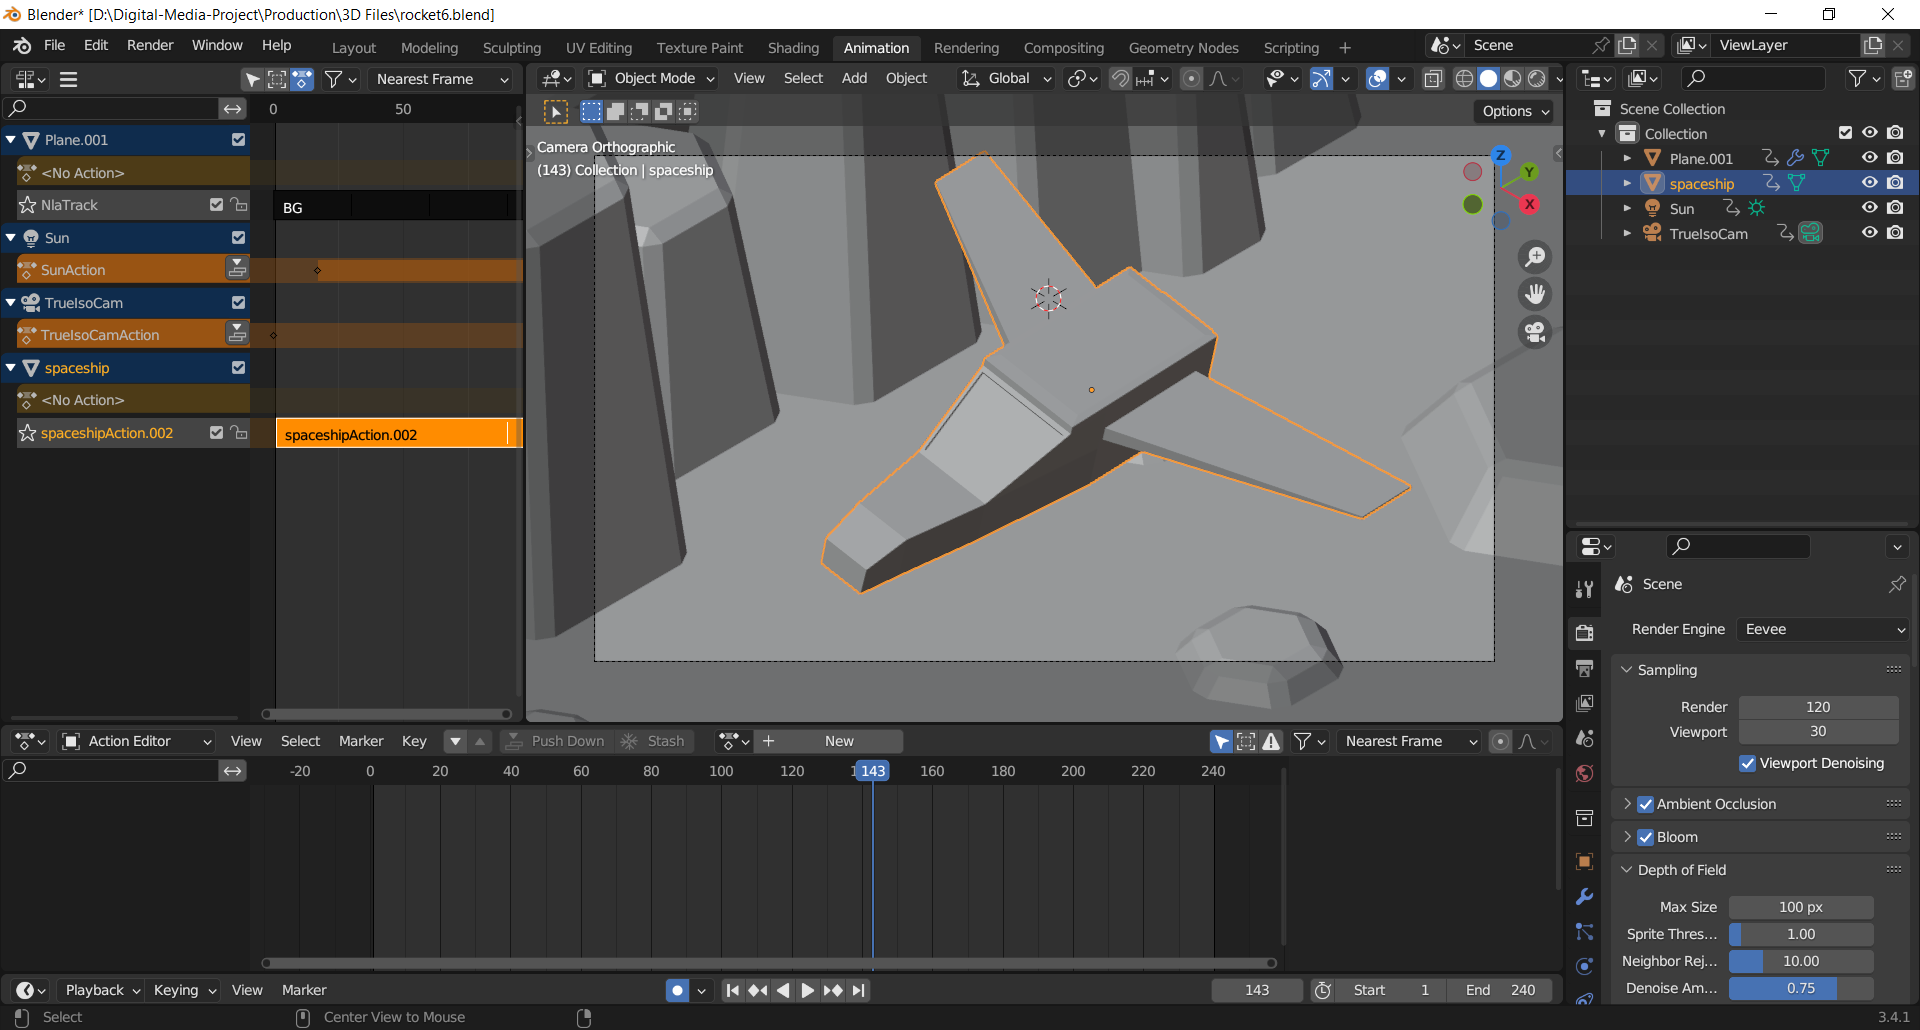 Blender* [D:\Digital-Media-Project\Production\3D Files\rocket6.blend]
File Edit Render Window Help Layout Modeling Sculpting UV Editing Texture Paint Shading Animation Rendering Compositing Geometry Nodes Scripting + Scene ViewLayer
Nearest Frame
0 50
Plane.001
<No Action>
NlaTrack
BG
Sun
SunAction
TrueIsoCam
TrueIsoCamAction
spaceship
<No Action>
spaceshipAction.002
spaceshipAction.002
Object Mode View Select Add Object Global
Options
Camera Orthographic
(143) Collection | spaceship
Z
Y
X
Scene Collection
Collection
Plane.001
spaceship
Sun
TrueIsoCam
Scene
Render Engine Eevee
Sampling
Render 120
Viewport 30
Viewport Denoising
Ambient Occlusion
Bloom
Depth of Field
Max Size 100 px
Sprite Thres... 1.00
Neighbor Rej... 10.00
Denoise Am... 0.75
Action Editor View Select Marker Key Push Down Stash + New Nearest Frame
-20 0 20 40 60 80 100 120 143 160 180 200 220 240
Playback Keying View Marker 143 Start 1 End 240
Select Center View to Mouse 3.4.1